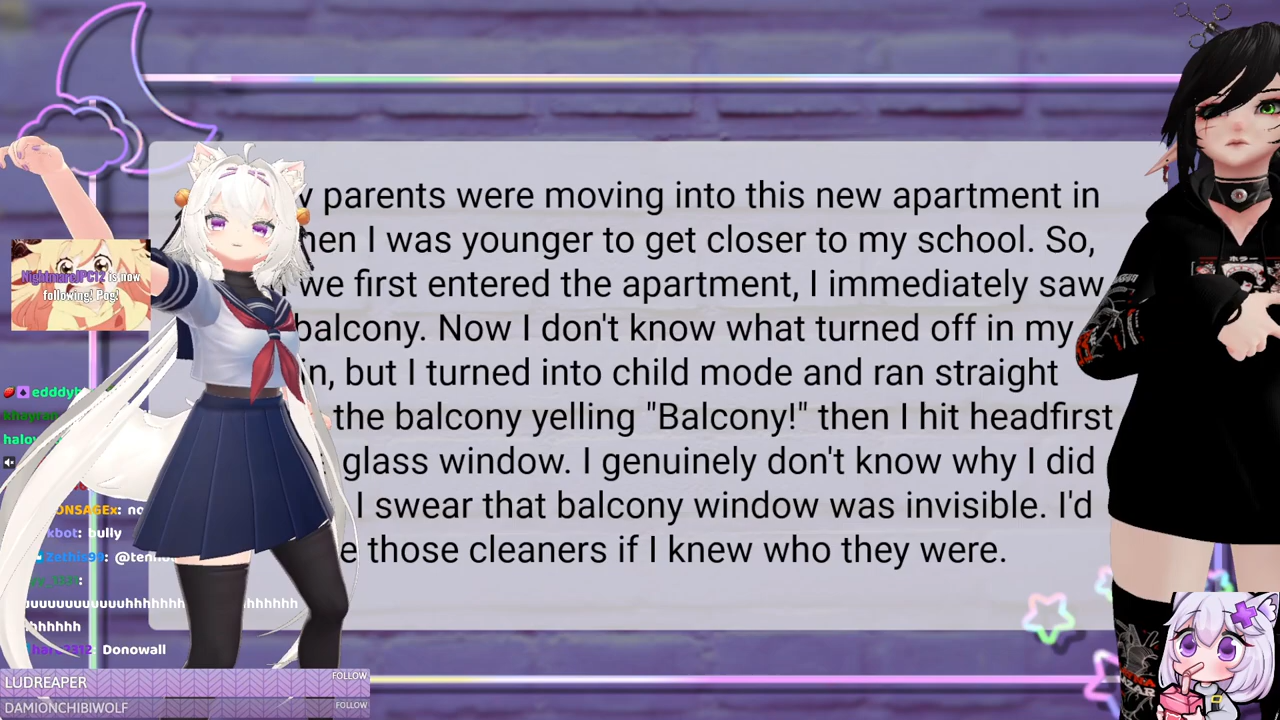 parents were moving into this new apartment in
I was younger to get closer to my school. So,
we first entered the apartment, I immediately saw
balcony. Now I don't know what turned off in my
but I turned into child mode and ran straight
the balcony yelling "Balcony!" then I hit headfirst
glass window. I genuinely don't know why I did
I swear that balcony window was invisible. I'd
those cleaners if I knew who they were.
NightmareJPC12 is now
following! Pog!
bully
Donowall
LUDREAPER
FOLLOW
DAMIONCHIBIWOLF
FOLLOW